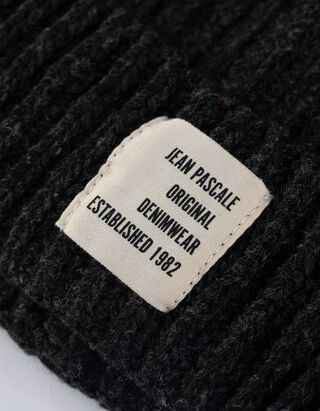 JEAN PASCALE
ORIGINAL
DENIMWEAR
ESTABLISHED 1982